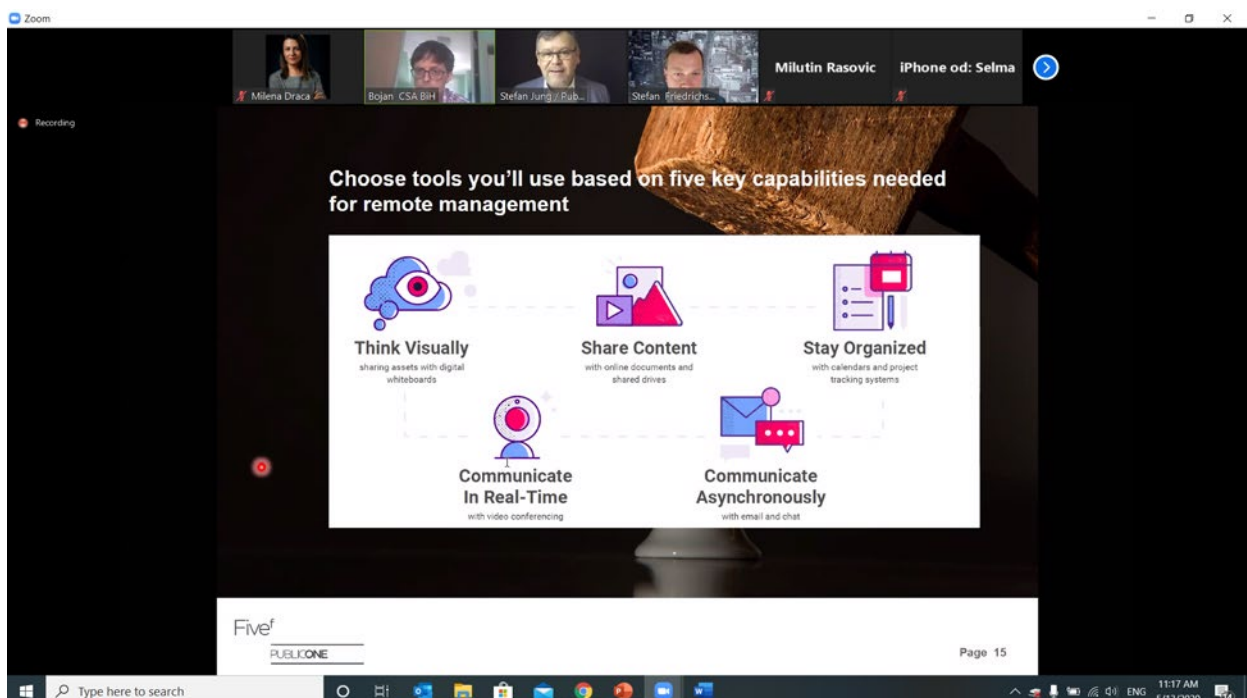 Zoom
Milena Draca
Bojan CSA BiH
Stefan Jung / Pub...
Stefan Friedrichs...
Milutin Rasovic
iPhone od: Selma
Recording
Choose tools you'll use based on five key capabilities needed
for remote management
Think Visually
sharing assets with digital
whiteboards
Share Content
with online documents and
shared drives
Stay Organized
with calendars and project
tracking systems
Communicate
In Real-Time
with video conferencing
Communicate
Asynchronously
with email and chat
Fivef
PUBLICONE
Page 15
Type here to search
ENG
11:17 AM